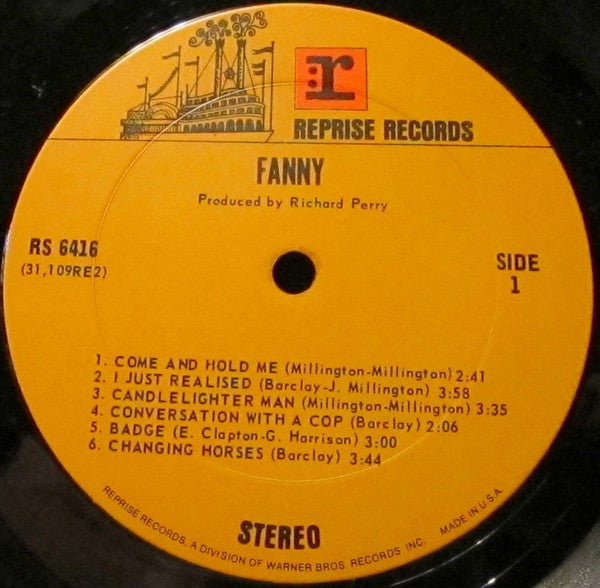 :r
REPRISE RECORDS
FANNY
Produced by Richard Perry
RS 6416
(31,109RE2)
SIDE
1
1. COME AND HOLD ME (Millington-Millington) 2:41
2. I JUST REALISED (Barclay-J. Millington) 3:58
3. CANDLELIGHTER MAN (Millington-Millington) 3:35
4. CONVERSATION WITH A COP (Barclay) 2:06
5. BADGE (E. Clapton-G. Harrison) 3:00
6. CHANGING HORSES (Barclay) 3:44
STEREO
REPRISE RECORDS, A DIVISION OF WARNER BROS. RECORDS, INC. MADE IN U.S.A.